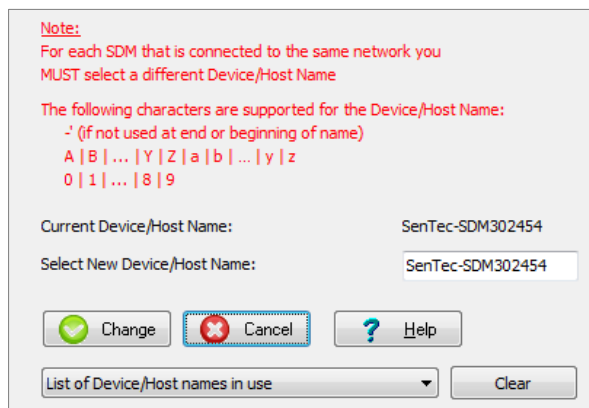 Note:
For each SDM that is connected to the same network you
MUST select a different Device/Host Name
The following characters are supported for the Device/Host Name:
-' (if not used at end or beginning of name)
A | B | ... | Y | Z | a | b | ... | y | z
0 | 1 | ... | 8 | 9
Current Device/Host Name: SenTec-SDM302454
Select New Device/Host Name: SenTec-SDM302454
Change Cancel ? Help
List of Device/Host names in use Clear